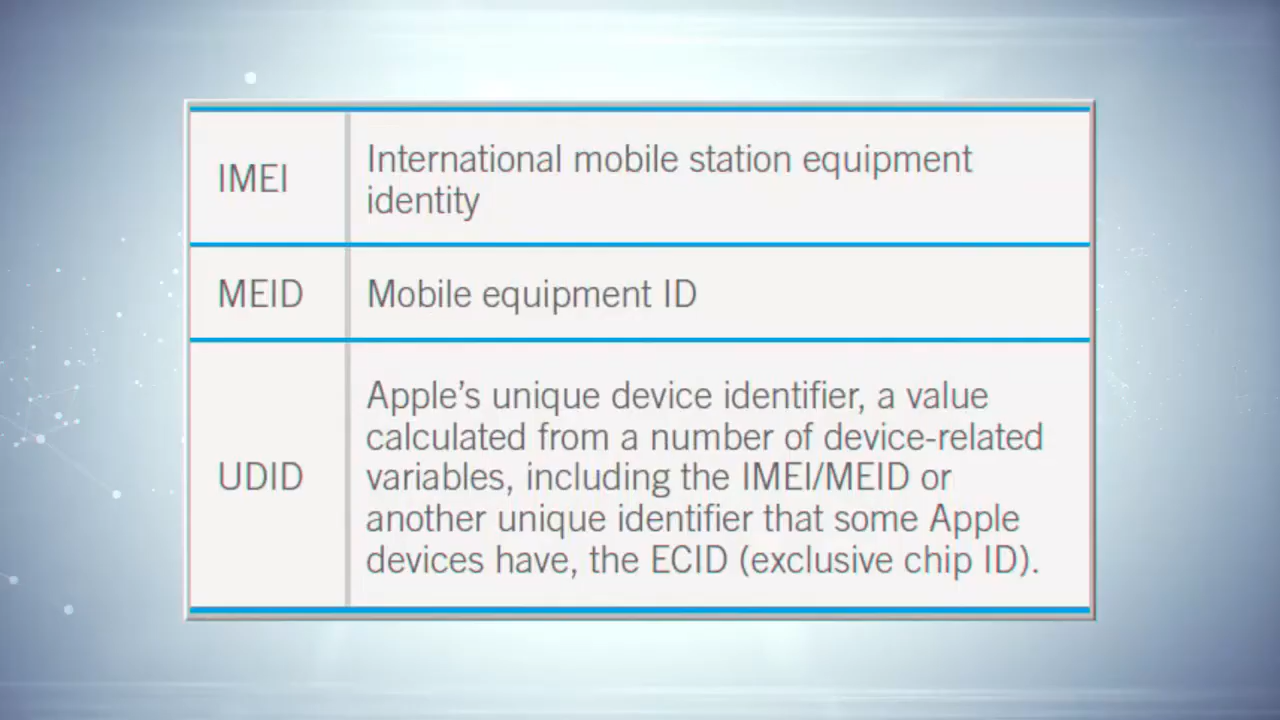 IMEI
International mobile station equipment
identity
MEID
Mobile equipment ID
UDID
Apple’s unique device identifier, a value
calculated from a number of device-related
variables, including the IMEI/MEID or
another unique identifier that some Apple
devices have, the ECID (exclusive chip ID).